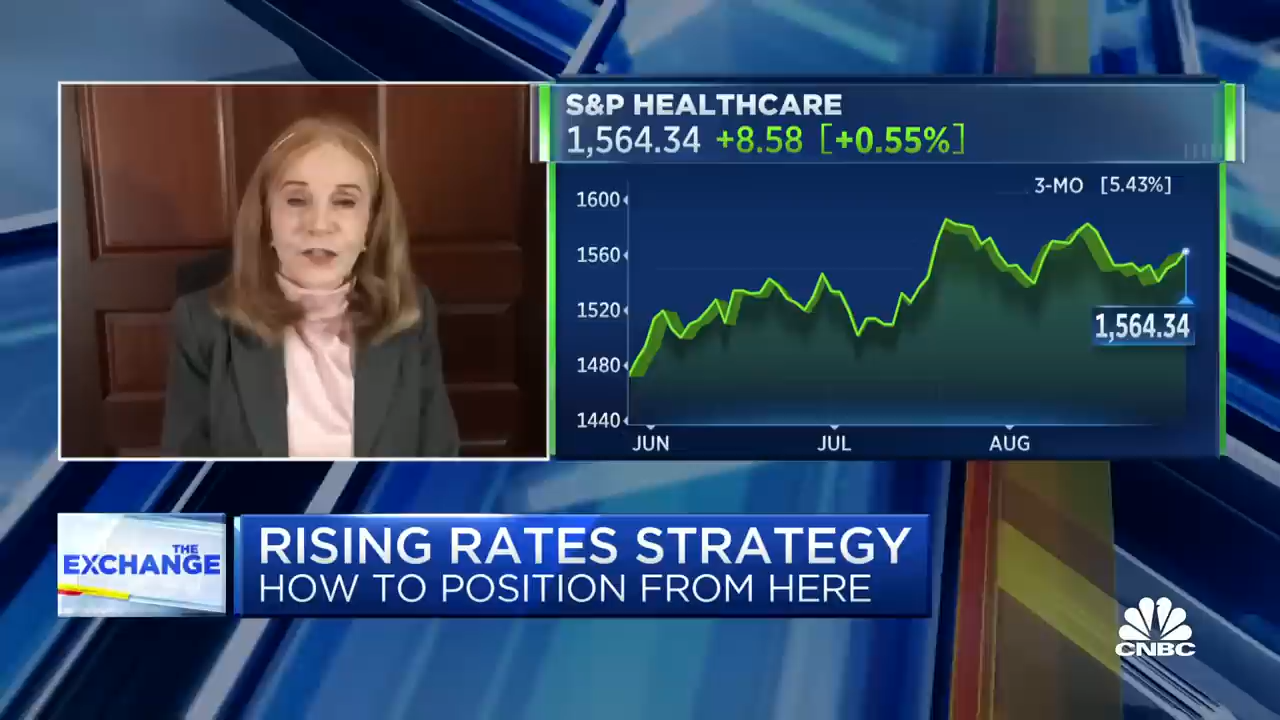 S&P HEALTHCARE
1,564.34 +8.58 [+0.55%]
3-MO [5.43%]
1600
1560
1520
1480
1440
1,564.34
JUN JUL AUG
THE
EXCHANGE
RISING RATES STRATEGY
HOW TO POSITION FROM HERE
CNBC